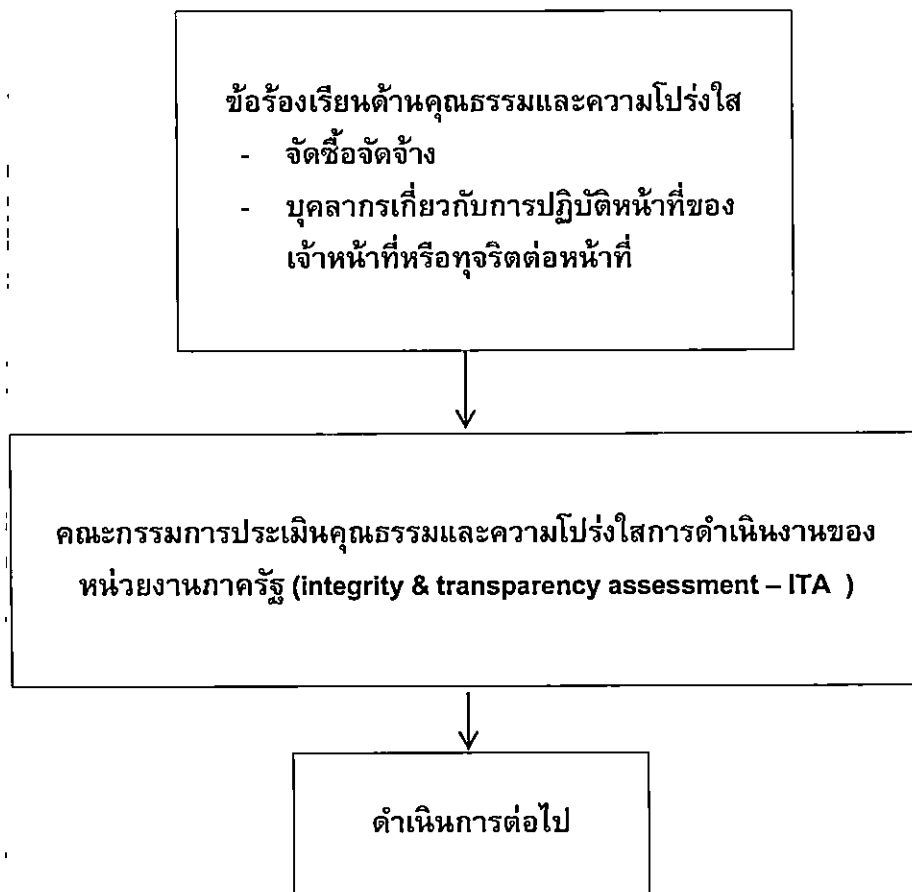 ข้อร้องเรียนด้านคุณธรรมและความโปร่งใส
- จัดซื้อจัดจ้าง
- บุคลากรเกี่ยวกับการปฏิบัติหน้าที่ของ
เจ้าหน้าที่หรือทุจริตต่อหน้าที่
คณะกรรมการประเมินคุณธรรมและความโปร่งใสการดำเนินงานของ
หน่วยงานภาครัฐ (integrity & transparency assessment – ITA )
ดำเนินการต่อไป